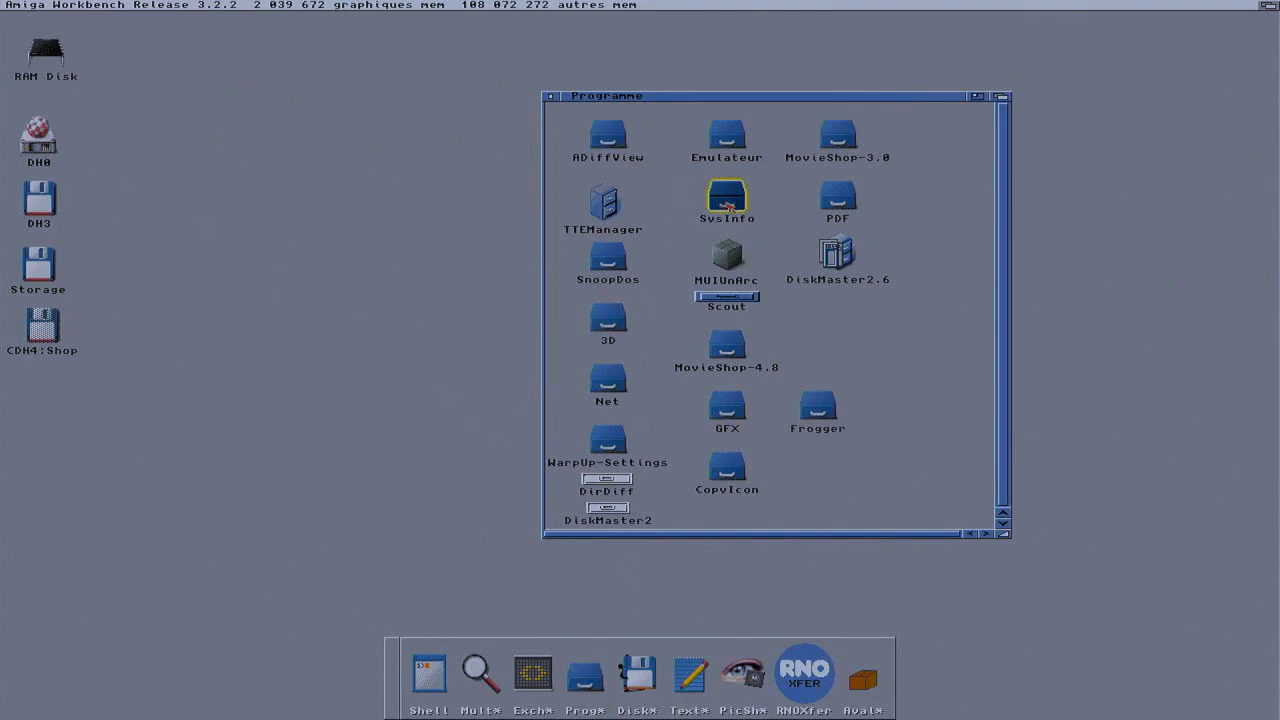 Amiga Workbench Release 3.2.2  2 039 672 graphiques mem  108 072 272 autres mem
RAM Disk
DH0
DH3
Storage
CDH4:Shop
Programme
ADiffView Emulateur MovieShop-3.0
TTEManager SysInfo PDF
SnoopDos MUIUnArc DiskMaster2.6
Scout
3D MovieShop-4.8
Net GFX Frogger
WarpUp-Settings CopyIcon
DirDiff
DiskMaster2
RNO
XFER
Shell Mult* Exch* Prog* Disk* Text* PicSh* RNOXfer Aval*